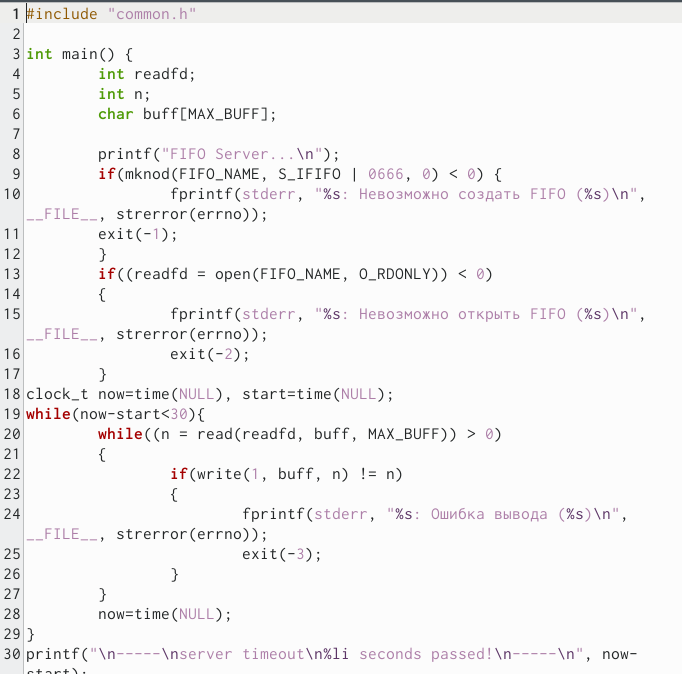 1 #include "common.h"
2
3 int main() {
4 int readfd;
5 int n;
6 char buff[MAX_BUFF];
7
8 printf("FIFO Server...\n");
9 if(mknod(FIFO_NAME, S_IFIFO | 0666, 0) < 0) {
10 fprintf(stderr, "%s: Невозможно создать FIFO (%s)\n",
__FILE__, strerror(errno));
11 exit(-1);
12 }
13 if((readfd = open(FIFO_NAME, O_RDONLY)) < 0)
14 {
15 fprintf(stderr, "%s: Невозможно открыть FIFO (%s)\n",
__FILE__, strerror(errno));
16 exit(-2);
17 }
18 clock_t now=time(NULL), start=time(NULL);
19 while(now-start<30){
20 while((n = read(readfd, buff, MAX_BUFF)) > 0)
21 {
22 if(write(1, buff, n) != n)
23 {
24 fprintf(stderr, "%s: Ошибка вывода (%s)\n",
__FILE__, strerror(errno));
25 exit(-3);
26 }
27 }
28 now=time(NULL);
29 }
30 printf("\n-----\nserver timeout\n%li seconds passed!\n-----\n", now-
start);